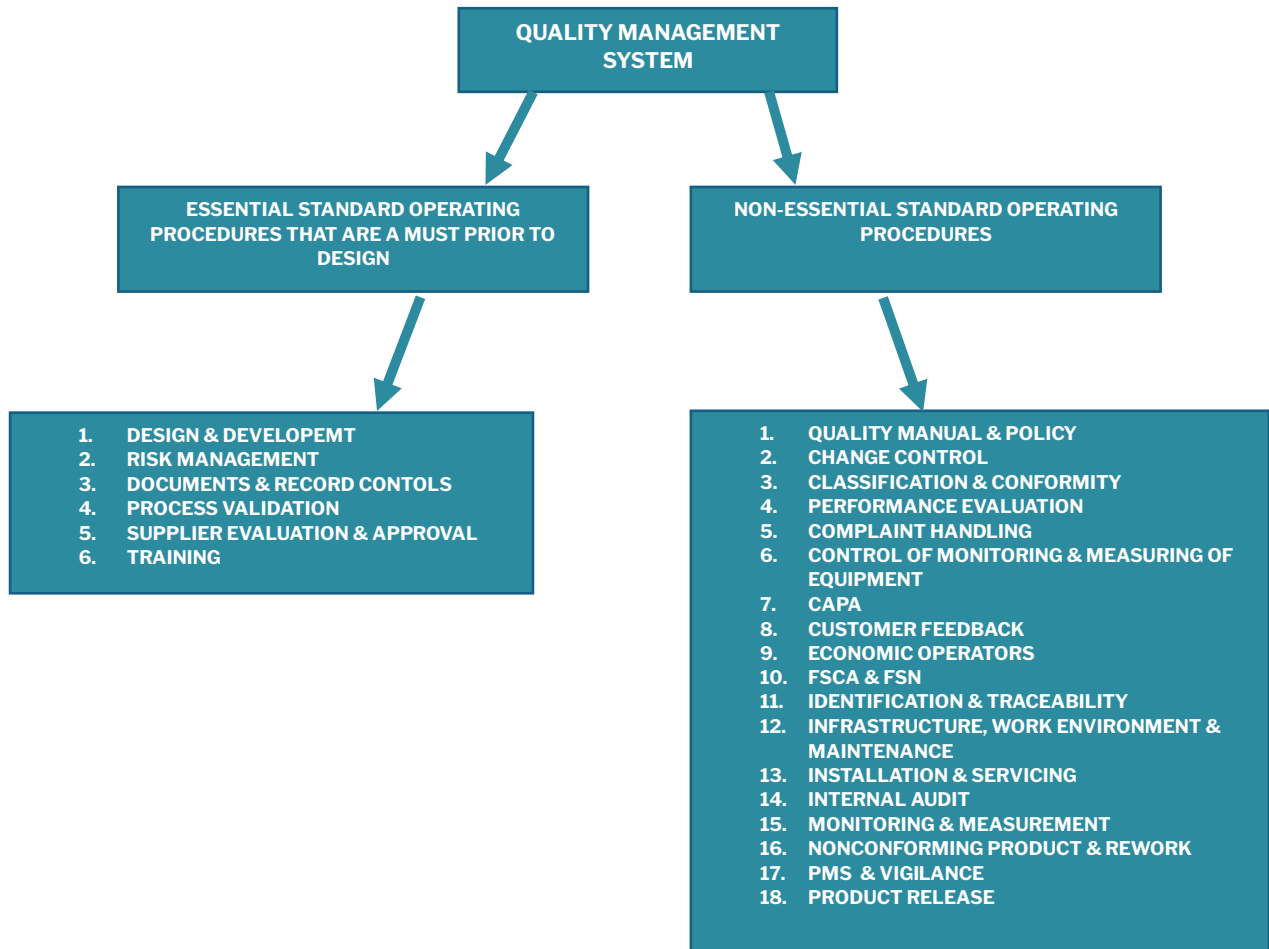 QUALITY MANAGEMENT
SYSTEM
ESSENTIAL STANDARD OPERATING
PROCEDURES THAT ARE A MUST PRIOR TO
DESIGN
NON-ESSENTIAL STANDARD OPERATING
PROCEDURES
1. DESIGN & DEVELOPEMT
2. RISK MANAGEMENT
3. DOCUMENTS & RECORD CONTOLS
4. PROCESS VALIDATION
5. SUPPLIER EVALUATION & APPROVAL
6. TRAINING
1. QUALITY MANUAL & POLICY
2. CHANGE CONTROL
3. CLASSIFICATION & CONFORMITY
4. PERFORMANCE EVALUATION
5. COMPLAINT HANDLING
6. CONTROL OF MONITORING & MEASURING OF
EQUIPMENT
7. CAPA
8. CUSTOMER FEEDBACK
9. ECONOMIC OPERATORS
10. FSCA & FSN
11. IDENTIFICATION & TRACEABILITY
12. INFRASTRUCTURE, WORK ENVIRONMENT &
MAINTENANCE
13. INSTALLATION & SERVICING
14. INTERNAL AUDIT
15. MONITORING & MEASUREMENT
16. NONCONFORMING PRODUCT & REWORK
17. PMS & VIGILANCE
18. PRODUCT RELEASE